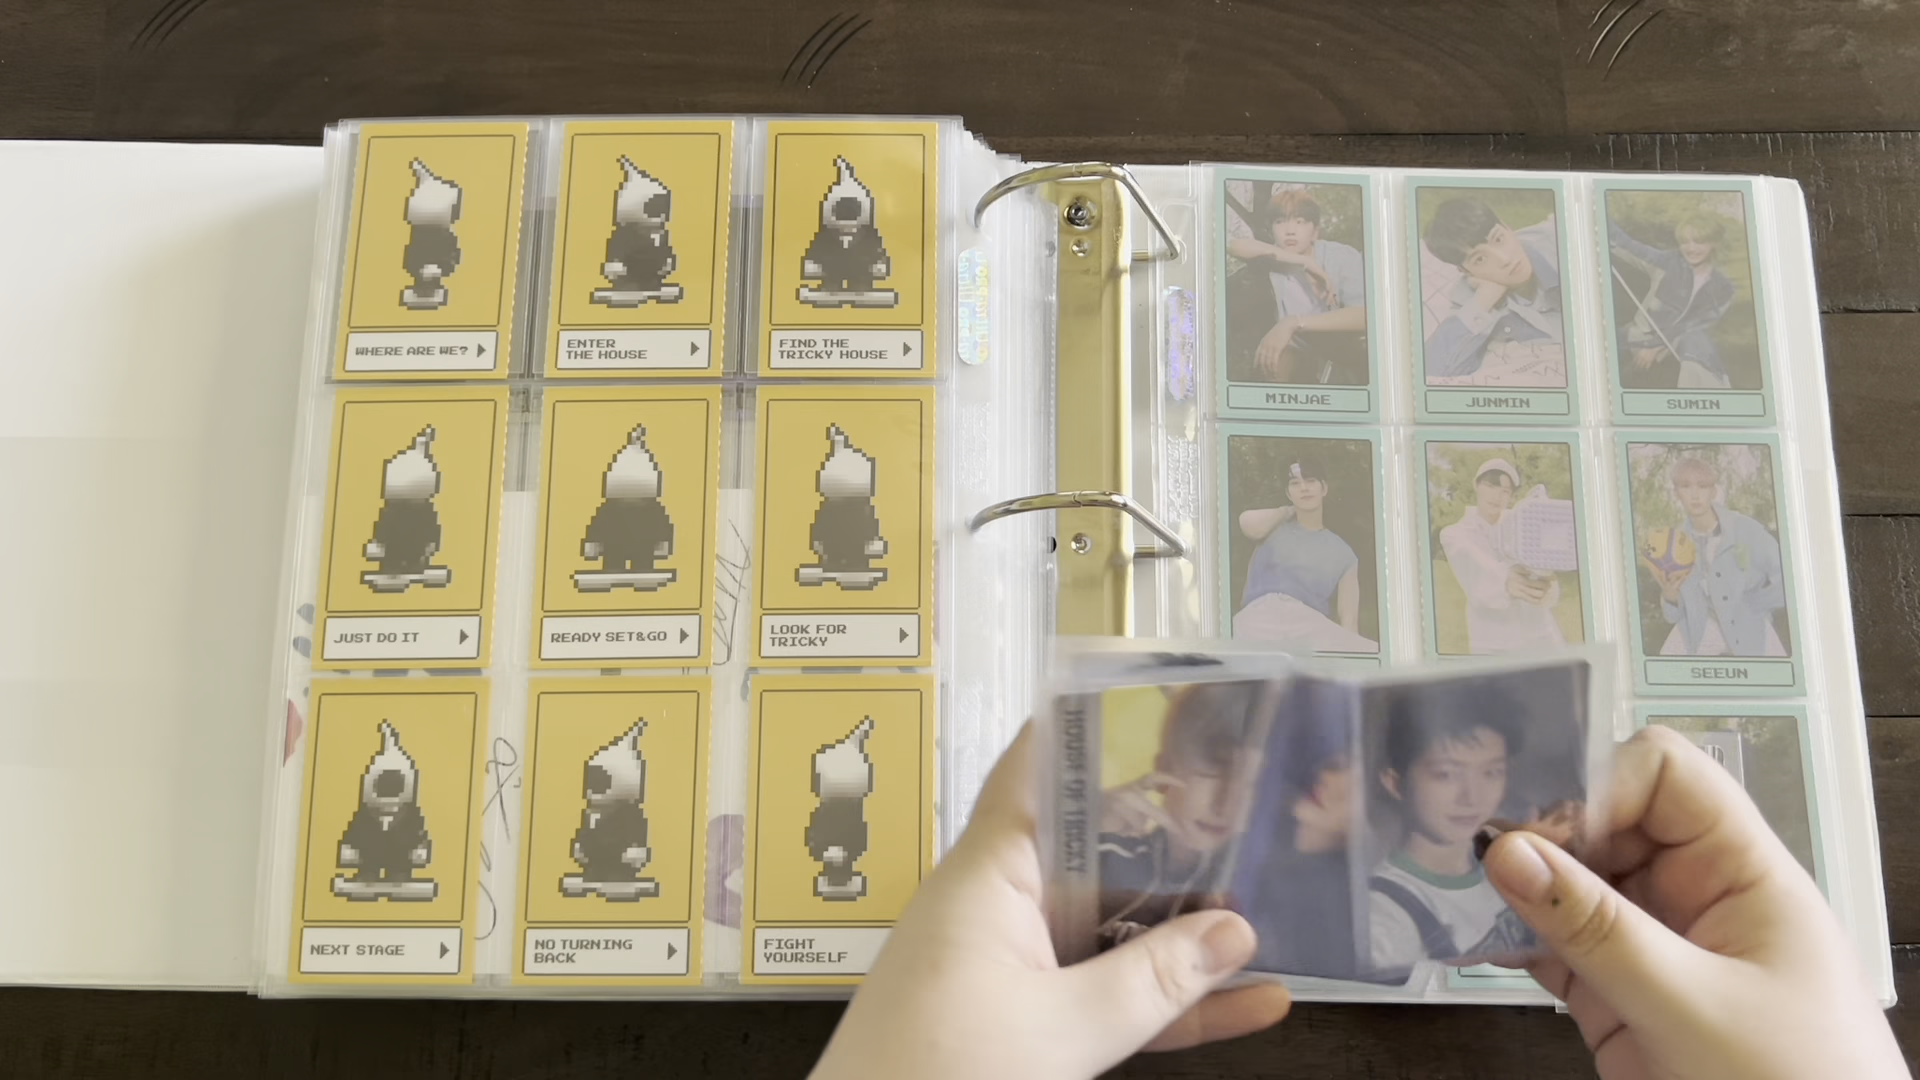 WHERE ARE WE?
ENTER
THE HOUSE
FIND THE
TRICKY HOUSE
JUST DO IT
READY SET&GO
LOOK FOR
TRICKY
NEXT STAGE
NO TURNING
BACK
FIGHT
YOURSELF
MINJAE
JUNMIN
SUMIN
SEEUN
HOUSE OF TRICKY